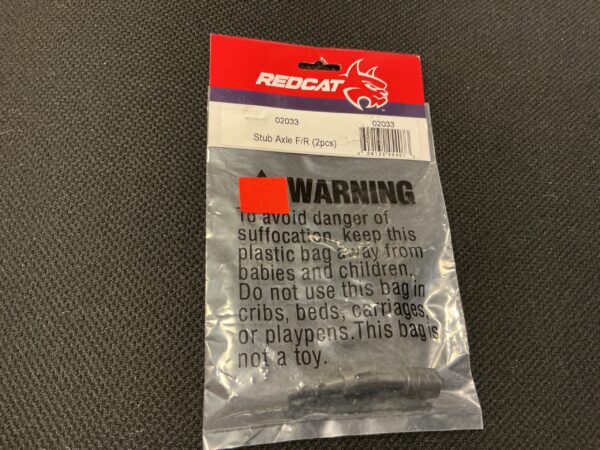 REDCAT
02033 02033
Stub Axle F/R (2pcs)
WARNING
To avoid danger of
suffocation, keep this
plastic bag away from
babies and children.
Do not use this bag in
cribs, beds, carriages,
or playpens.This bag is
not a toy.